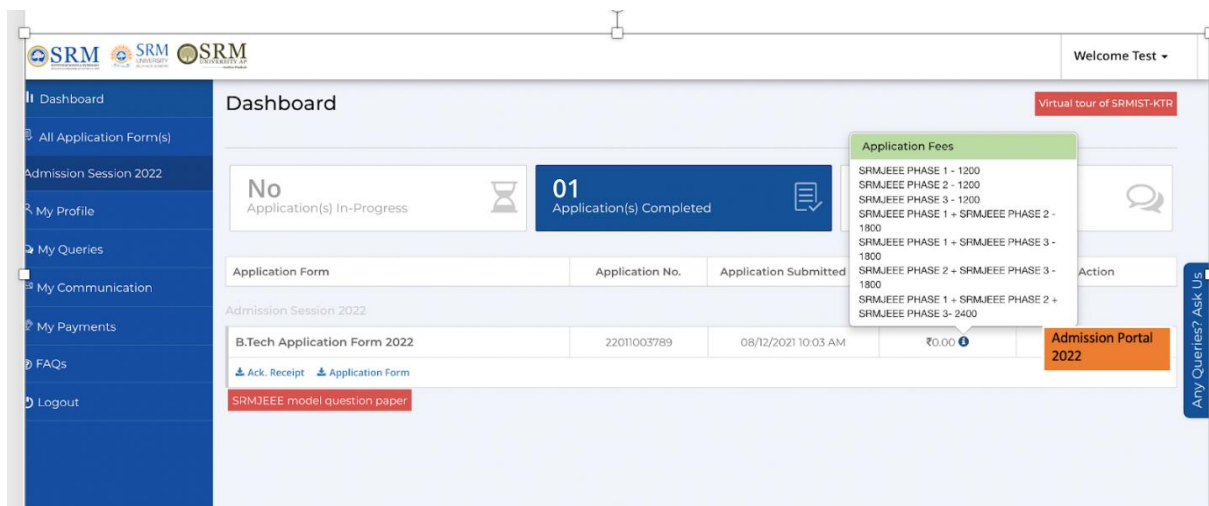 SRM
SRM
UNIVERSITY
SRM
UNIVERSITY AP
Welcome Test
Dashboard
All Application Form(s)
Admission Session 2022
My Profile
My Queries
My Communication
My Payments
FAQs
Logout
Dashboard
Virtual tour of SRMIST-KTR
No
Application(s) In-Progress
01
Application(s) Completed
Application Fees
SRMJEEE PHASE 1 - 1200
SRMJEEE PHASE 2 - 1200
SRMJEEE PHASE 3 - 1200
SRMJEEE PHASE 1 + SRMJEEE PHASE 2 -
1800
SRMJEEE PHASE 1 + SRMJEEE PHASE 3 -
1800
SRMJEEE PHASE 2 + SRMJEEE PHASE 3 -
1800
SRMJEEE PHASE 1 + SRMJEEE PHASE 2 +
SRMJEEE PHASE 3- 2400
Application Form Application No. Application Submitted Action
Admission Session 2022
B.Tech Application Form 2022 22011003789 08/12/2021 10:03 AM ₹0.00
Admission Portal
2022
Ack. Receipt Application Form
SRMJEEE model question paper
Any Queries? Ask Us